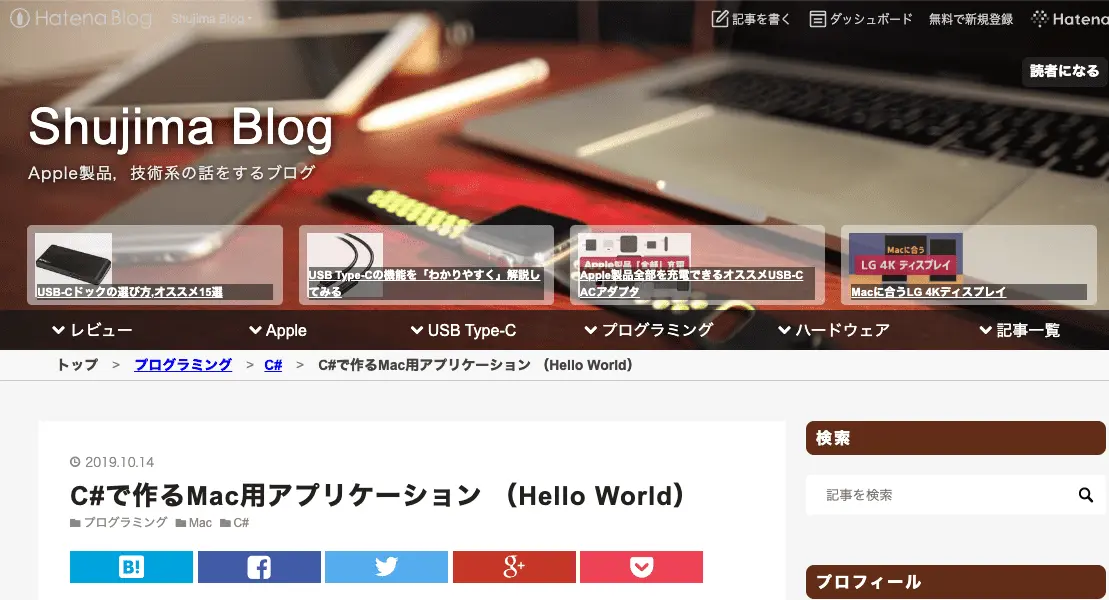 Hatena Blog
Shujima Blog
記事を書く
ダッシュボード
無料で新規登録
Hatena
読者になる
Shujima Blog
Apple製品，技術系の話をするブログ
USB-Cドックの選び方,オススメ15選
USB Type-Cの機能を「わかりやすく」解説し
てみる
Apple製品全部を充電できるオススメUSB-C
ACアダプタ
Macに合う
LG 4K ディスプレイ
Macに合うLG 4Kディスプレイ
レビュー
Apple
USB Type-C
プログラミング
ハードウェア
記事一覧
トップ > プログラミング > C# > C#で作るMac用アプリケーション （Hello World）
2019.10.14
C#で作るMac用アプリケーション （Hello World）
プログラミング Mac C#
B!
g+
検索
記事を検索
プロフィール